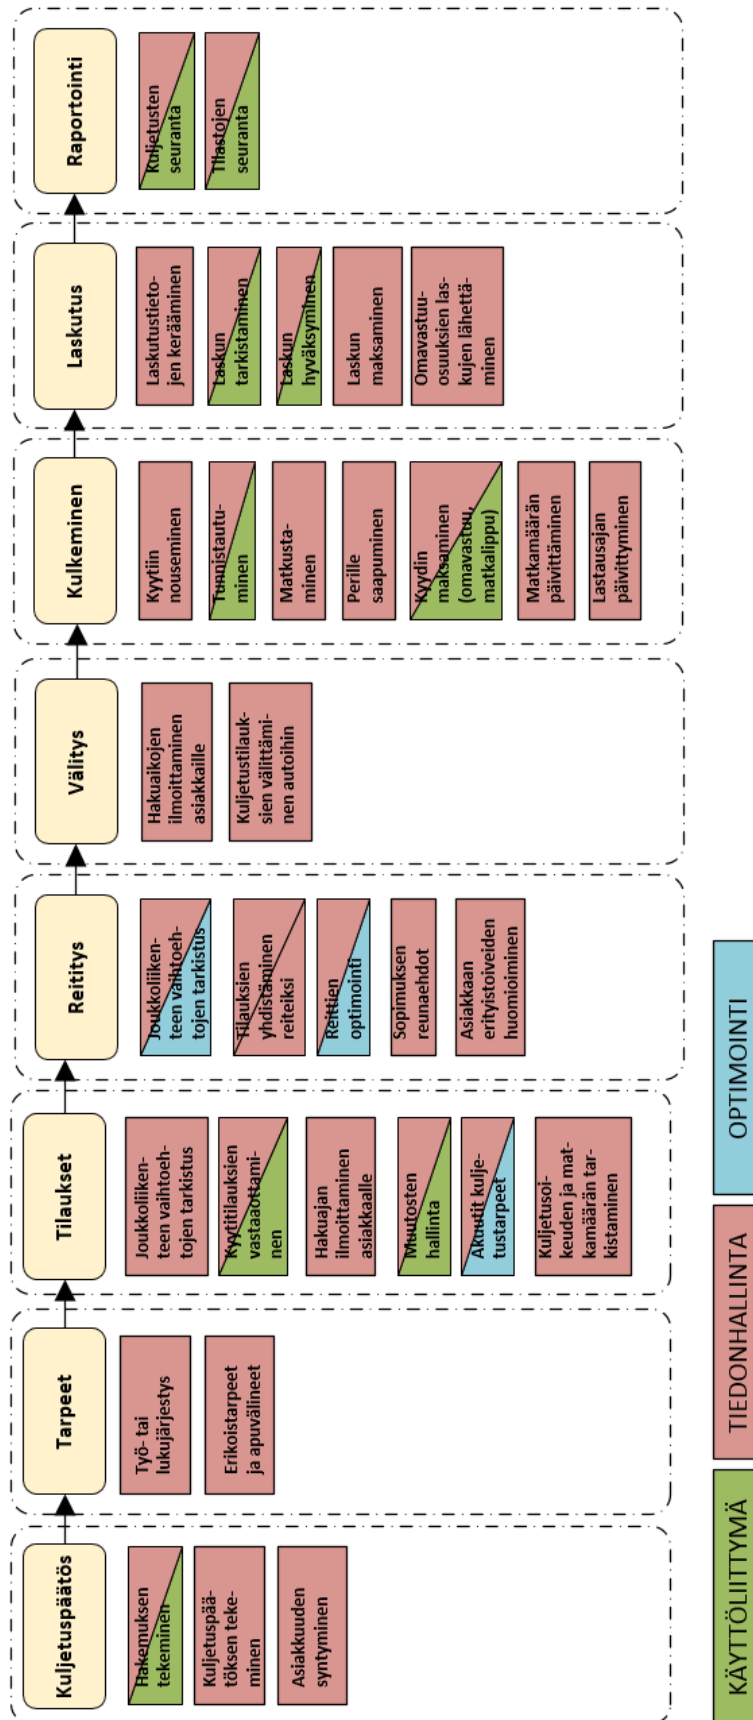 Kuljetuspäätös
Hakemuksen
tekeminen
Kuljetuspää-
töksen teke-
minen
Asiakkuuden
syntyminen
Tarpeet
Työ- tai
lukujärjestys
Erikoistarpeet
ja apuvälineet
Tilaukset
Joukkoliiken-
teen vaihtoeh-
tojen tarkistus
Kyytitilauksien
vastaaottami-
nen
Hakuajan
ilmoittaminen
asiakkaalle
Muutosten
hallinta
Akuutit kulje-
tustarpeet
Kuljetusoi-
keuden ja mat-
kamäärän tar-
kistaminen
Reititys
Joukkoliiken-
teen vaihtoeh-
tojen tarkistus
Tilauksien
yhdistäminen
reiteiksi
Reittien
optimointi
Sopimuksen
reunaehdot
Asiakkaan
erityistoiveiden
huomioiminen
Välitys
Hakuaikojen
ilmoittaminen
asiakkaille
Kuljetustilauk-
sien välittämi-
nen autoihin
Kulkeminen
Kyytiin
nouseminen
Tunnistautu-
minen
Matkusta-
minen
Perille
saapuminen
Kyydin
maksaminen
(omavastuu,
matkalippu)
Matkamäärän
päivittäminen
Lastausajan
päivittyminen
Laskutus
Laskutustieto-
jen kerääminen
Laskun
tarkistaminen
Laskun
hyväksyminen
Laskun
maksaminen
Omavastuu-
osuuksien las-
kujen lähettä-
minen
Raportointi
Kuljetusten
seuranta
Tilastojen
seuranta
KÄYTTÖLIITTYMÄ
TIEDONHALLINTA
OPTIMOINTI